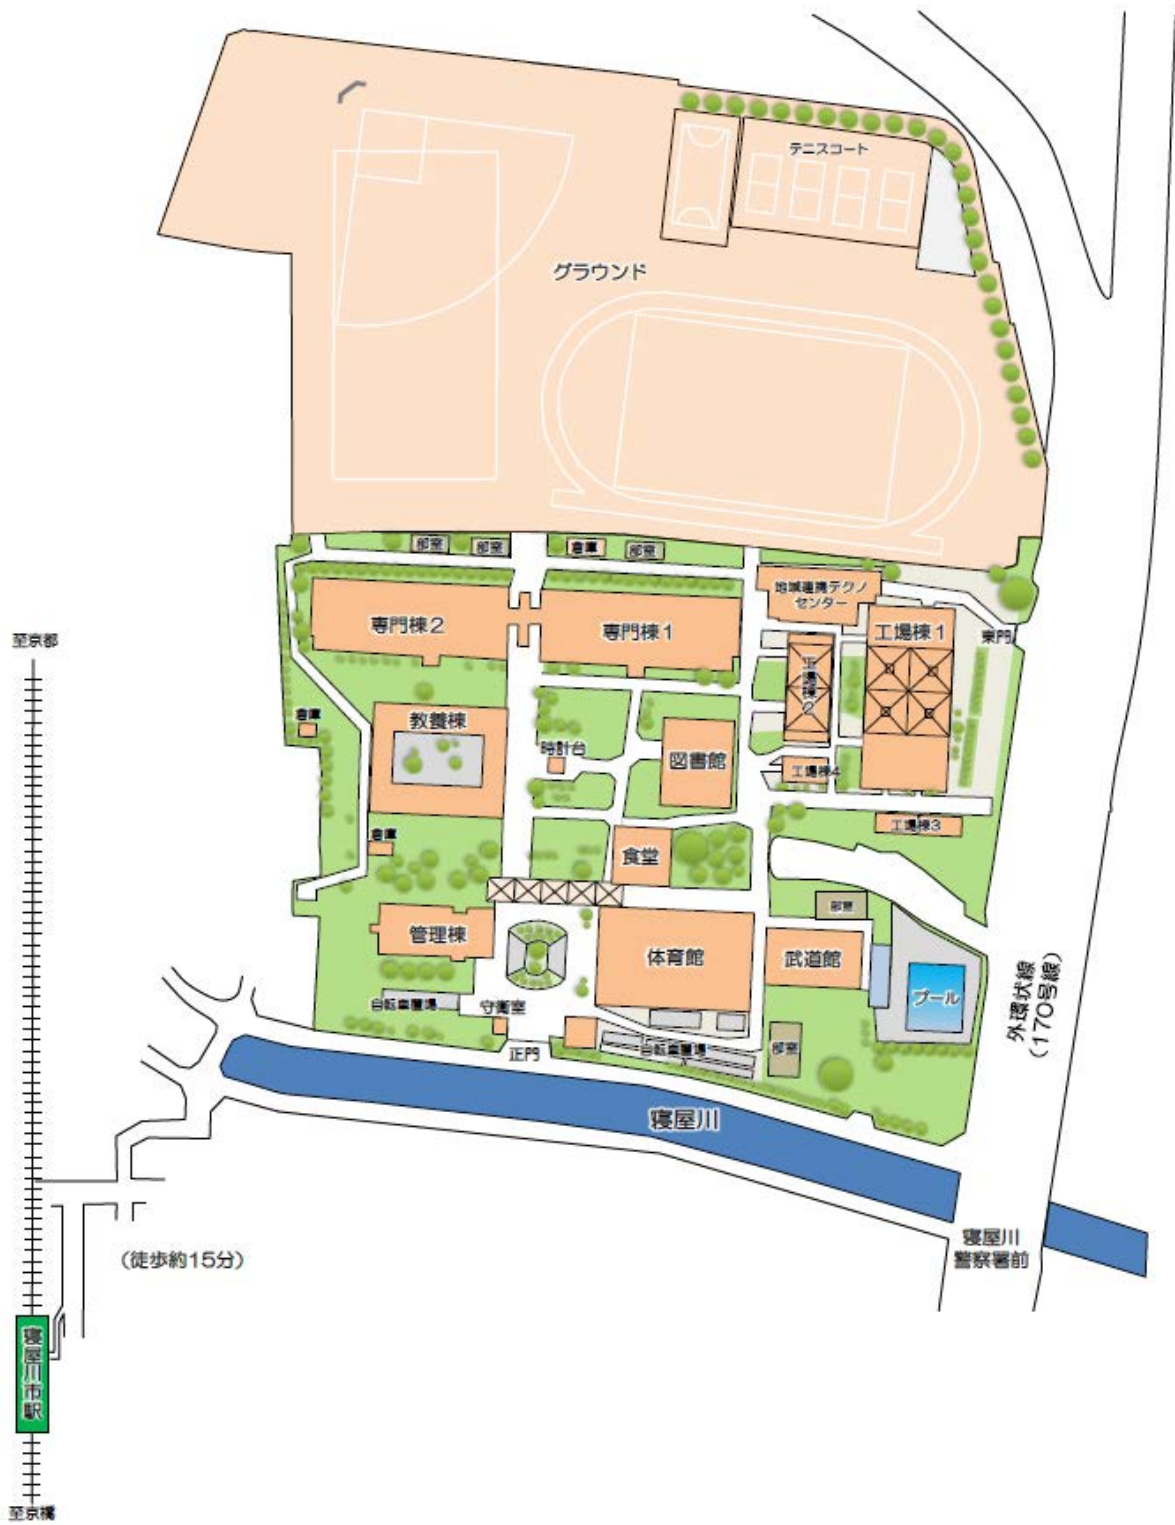 テニスコート
グラウンド
部室
部室
倉庫
部室
地域連携テクノ
センター
専門棟2
専門棟1
工場棟1
東門
至京都
工場棟2
倉庫
教養棟
時計台
図書館
工場棟4
工場棟3
倉庫
食堂
部室
管理棟
体育館
武道館
プール
自転車置場
守衛室
正門
自転車置場
部室
外環状線
(170号線)
寝屋川
寝屋川
警察署前
(徒歩約15分)
寝屋川市駅
至京橋